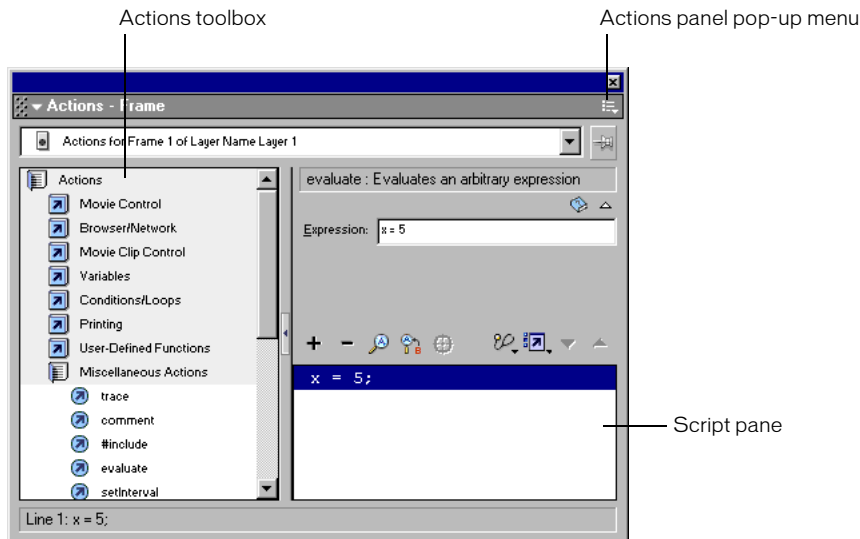 Actions toolbox
Actions panel pop-up menu
Actions - Frame
Actions for Frame 1 of Layer Name Layer 1
Actions
Movie Control
Browser/Network
Movie Clip Control
Variables
Conditions/Loops
Printing
User-Defined Functions
Miscellaneous Actions
trace
comment
#include
evaluate
setInterval
evaluate : Evaluates an arbitrary expression
Expression: x = 5
x = 5;
Script pane
Line 1: x = 5;